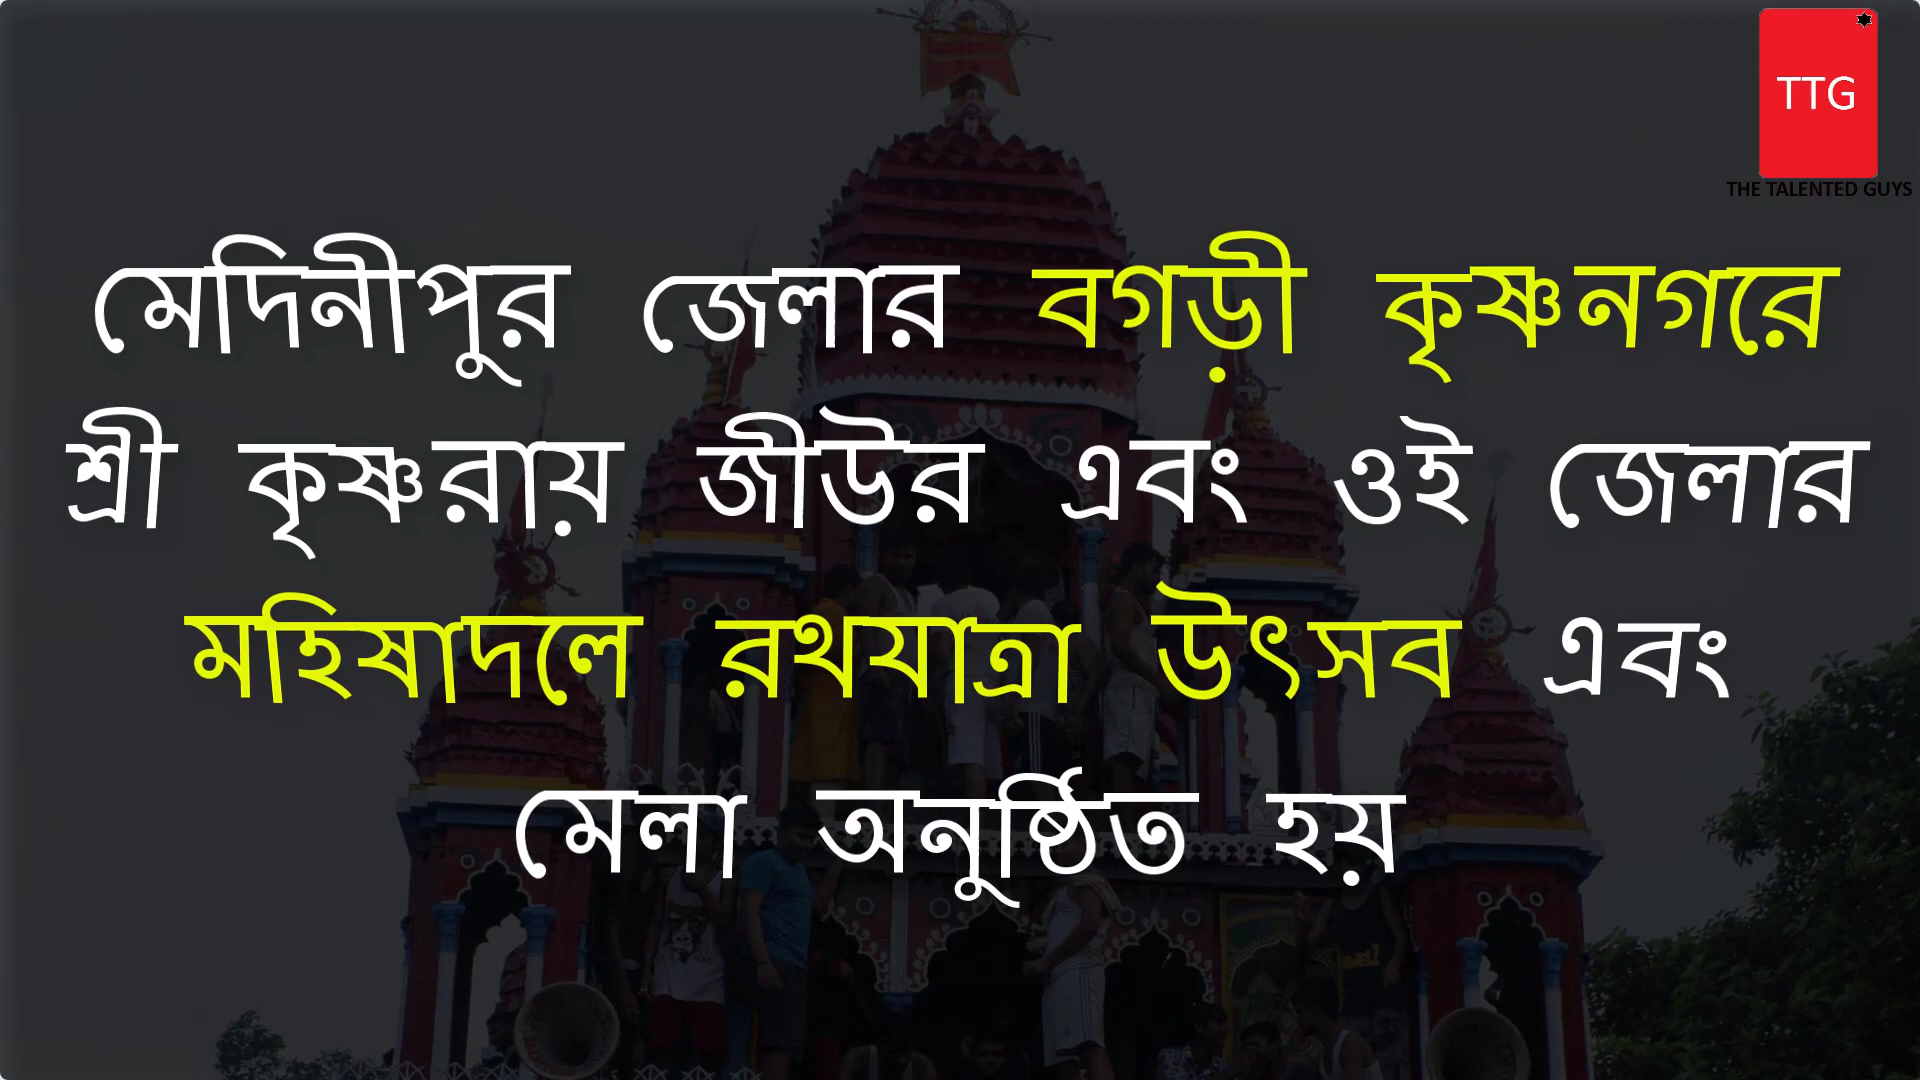 TTG
THE TALENTED GUYS
মেদিনীপুর জেলার বগড়ী কৃষ্ণনগরে
শ্রী কৃষ্ণরায় জীউর এবং ওই জেলার
মহিষাদলে রথযাত্রা উৎসব এবং
মেলা অনুষ্ঠিত হয়